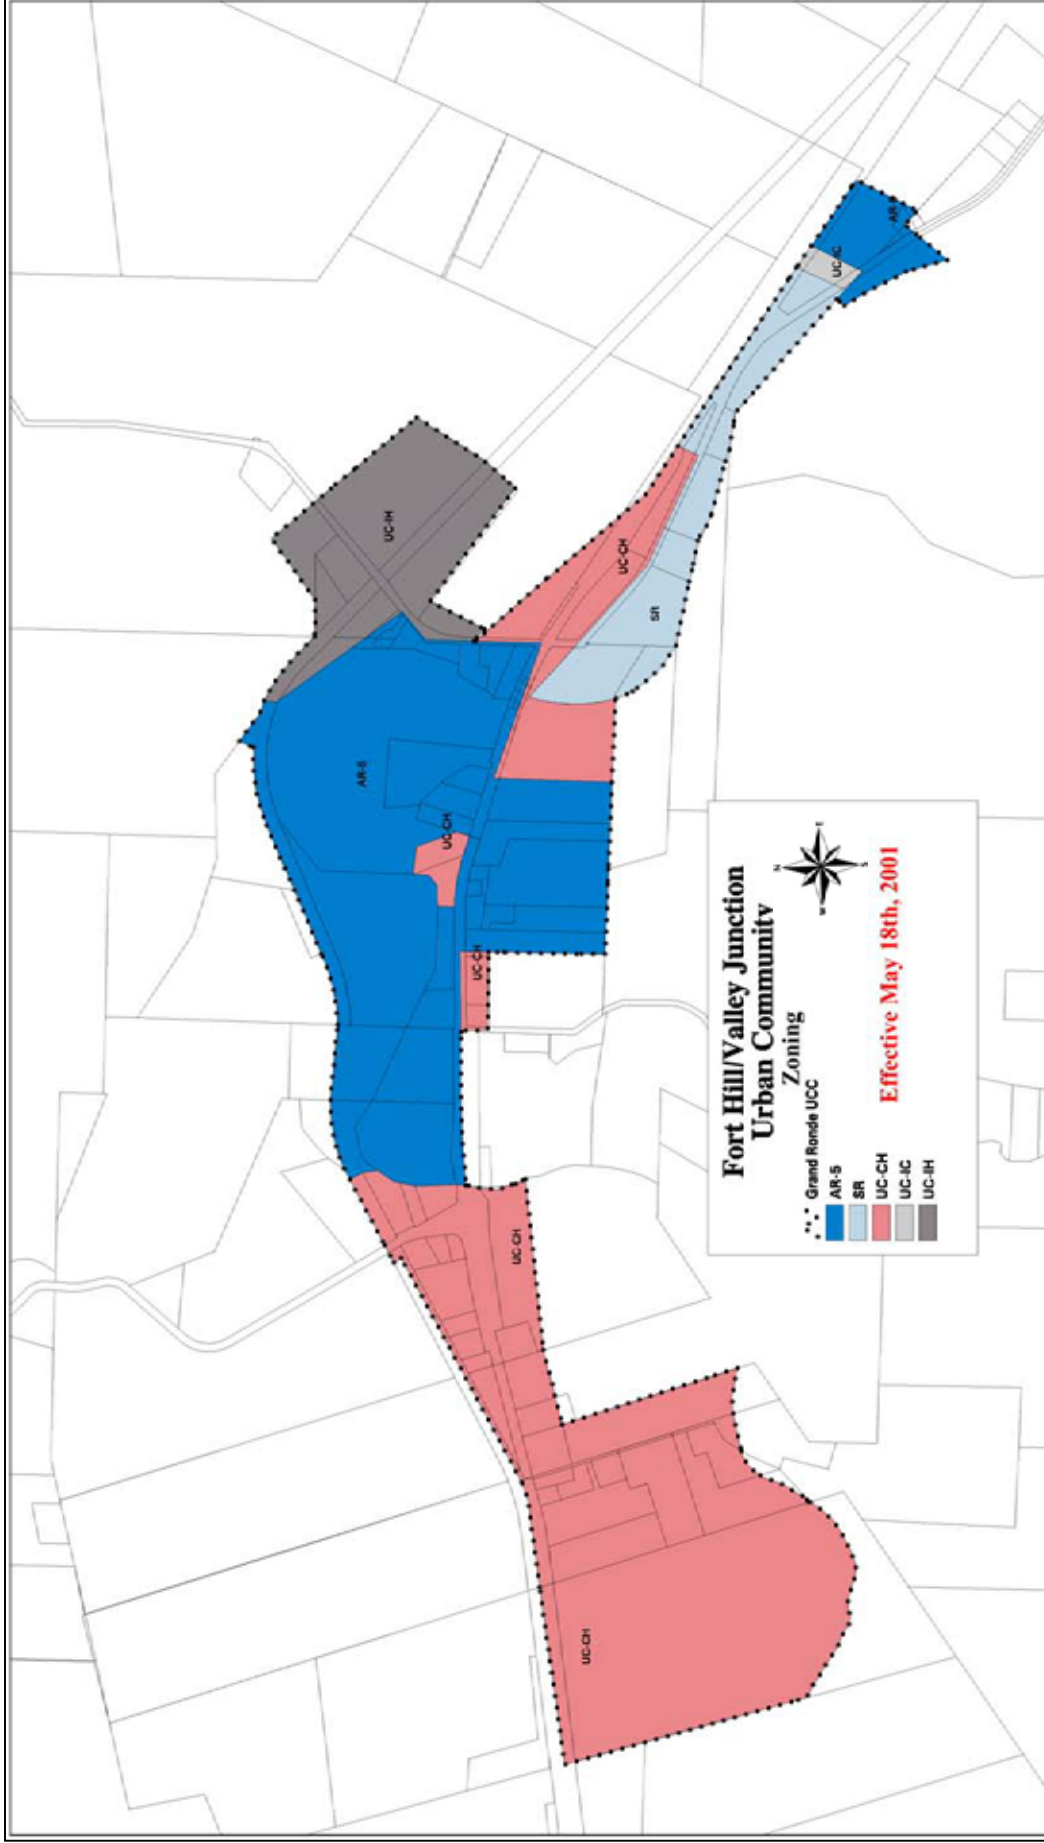 AR-5
UC-IH
UC-CH
UC-CH
UC-CH
UC-CH
UC-CH
SR
UC-IC
AR-5
Fort Hill/Valley Junction
Urban Community
Zoning
Grand Ronde UCC
AR-5
SR
UC-CH
UC-IC
UC-IH
N
W
E
S
Effective May 18th, 2001